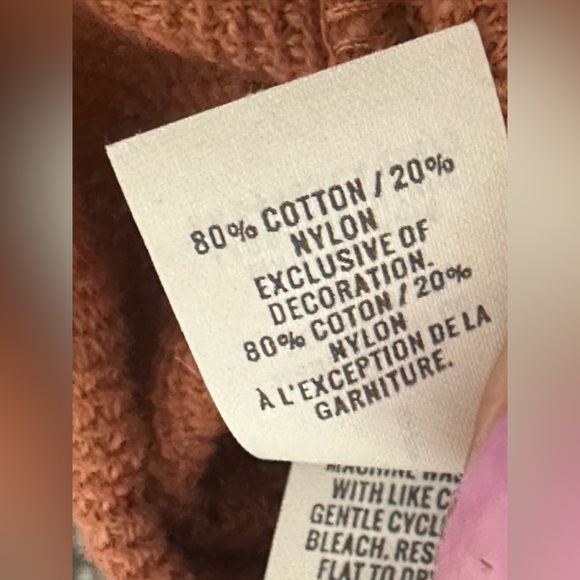 80% COTTON / 20%
NYLON
EXCLUSIVE OF
DECORATION.
80% COTON / 20%
NYLON
À L'EXCEPTION DE LA
GARNITURE.
MACHINE
WITH LIKE
GENTLE
BLEACH.
FLAT TO